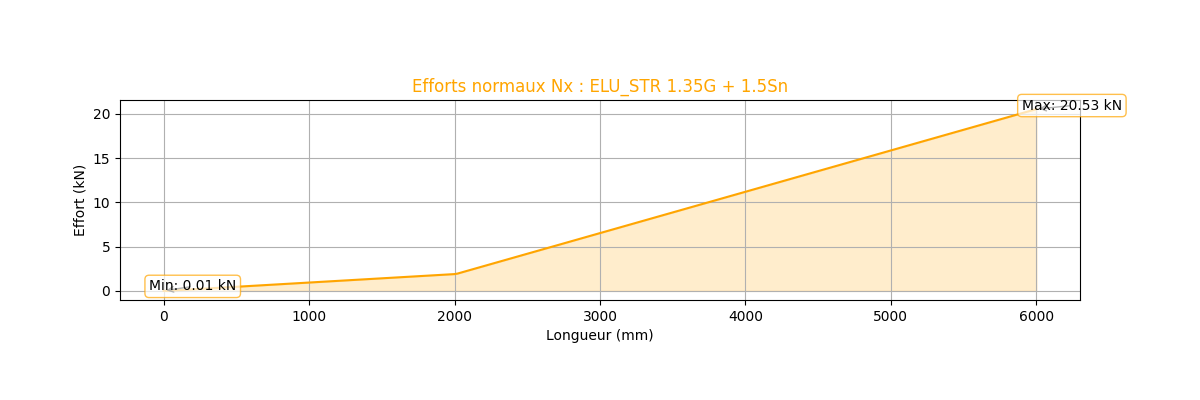 Efforts normaux Nx : ELU_STR 1.35G + 1.5Sn
Max: 20.53 kN
20
15
10
5
0
Effort (kN)
Min: 0.01 kN
0 1000 2000 3000 4000 5000 6000
Longueur (mm)